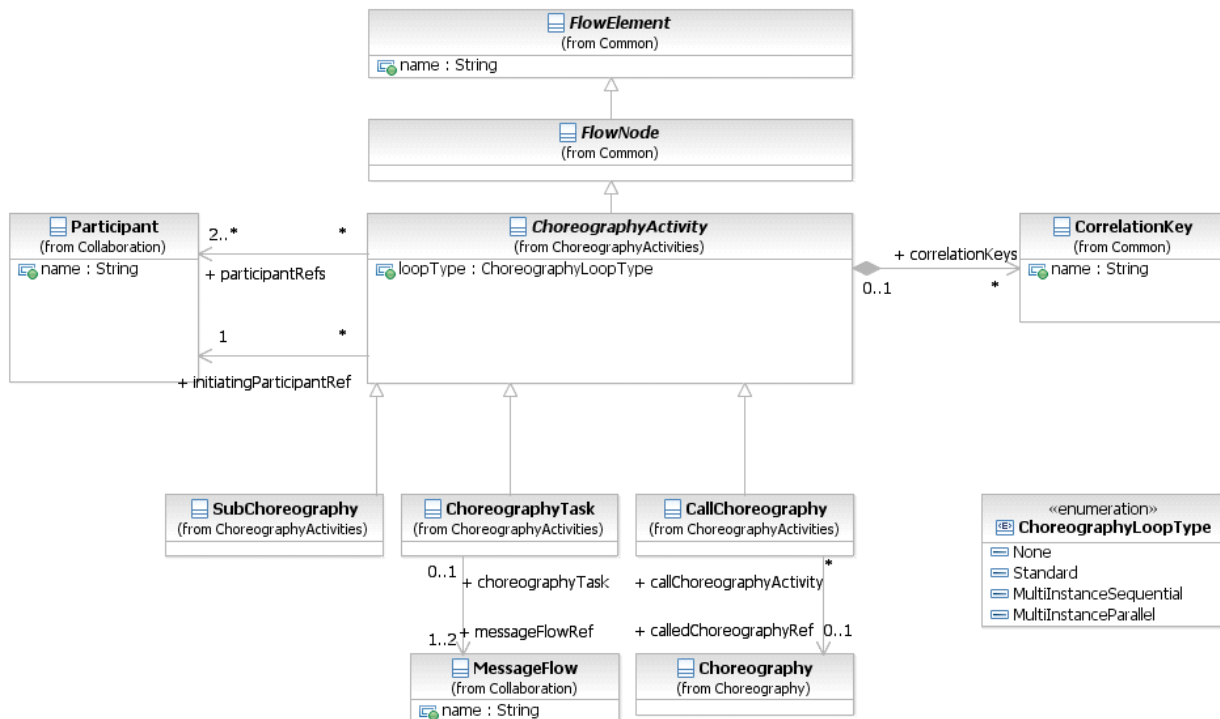 FlowElement
(from Common)
name : String
FlowNode
(from Common)
Participant
(from Collaboration)
name : String
2..*
*
+ participantRefs
1
*
+ initiatingParticipantRef
ChoreographyActivity
(from ChoreographyActivities)
loopType : ChoreographyLoopType
+ correlationKeys
0..1
*
CorrelationKey
(from Common)
name : String
SubChoreography
(from ChoreographyActivities)
ChoreographyTask
(from ChoreographyActivities)
CallChoreography
(from ChoreographyActivities)
0..1
+ choreographyTask
1..2
+ messageFlowRef
*
+ callChoreographyActivity
+ calledChoreographyRef
0..1
MessageFlow
(from Collaboration)
name : String
Choreography
(from Choreography)
«enumeration»
<E> ChoreographyLoopType
None
Standard
MultiInstanceSequential
MultiInstanceParallel